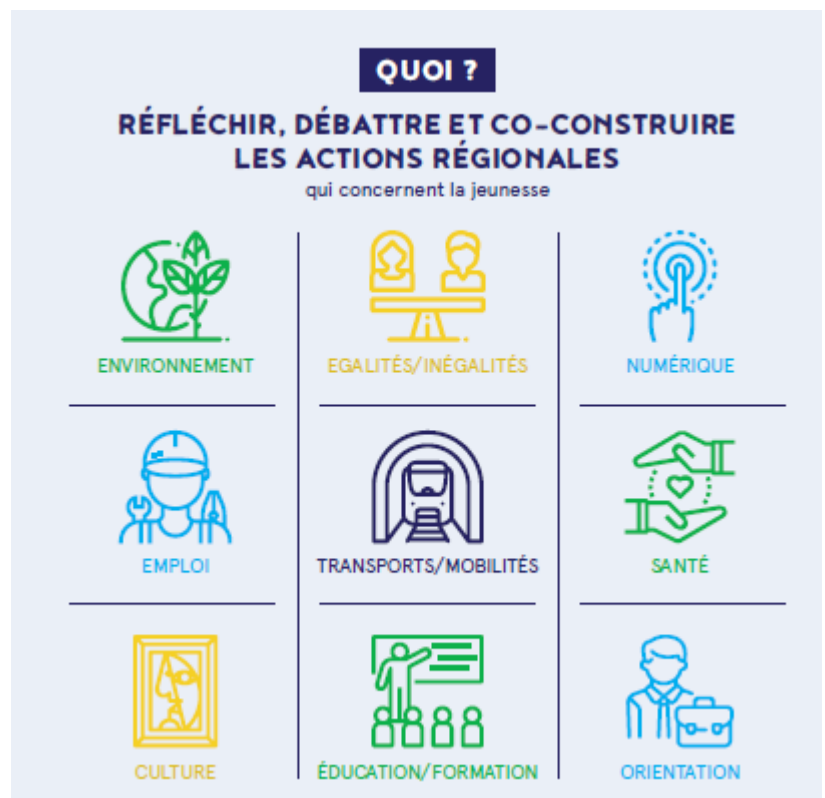 QUOI ?
RÉFLÉCHIR, DÉBATTRE ET CO-CONSTRUIRE
LES ACTIONS RÉGIONALES
qui concernent la jeunesse
ENVIRONNEMENT
EGALITÉS/INÉGALITÉS
NUMÉRIQUE
EMPLOI
TRANSPORTS/MOBILITÉS
SANTÉ
CULTURE
ÉDUCATION/FORMATION
ORIENTATION